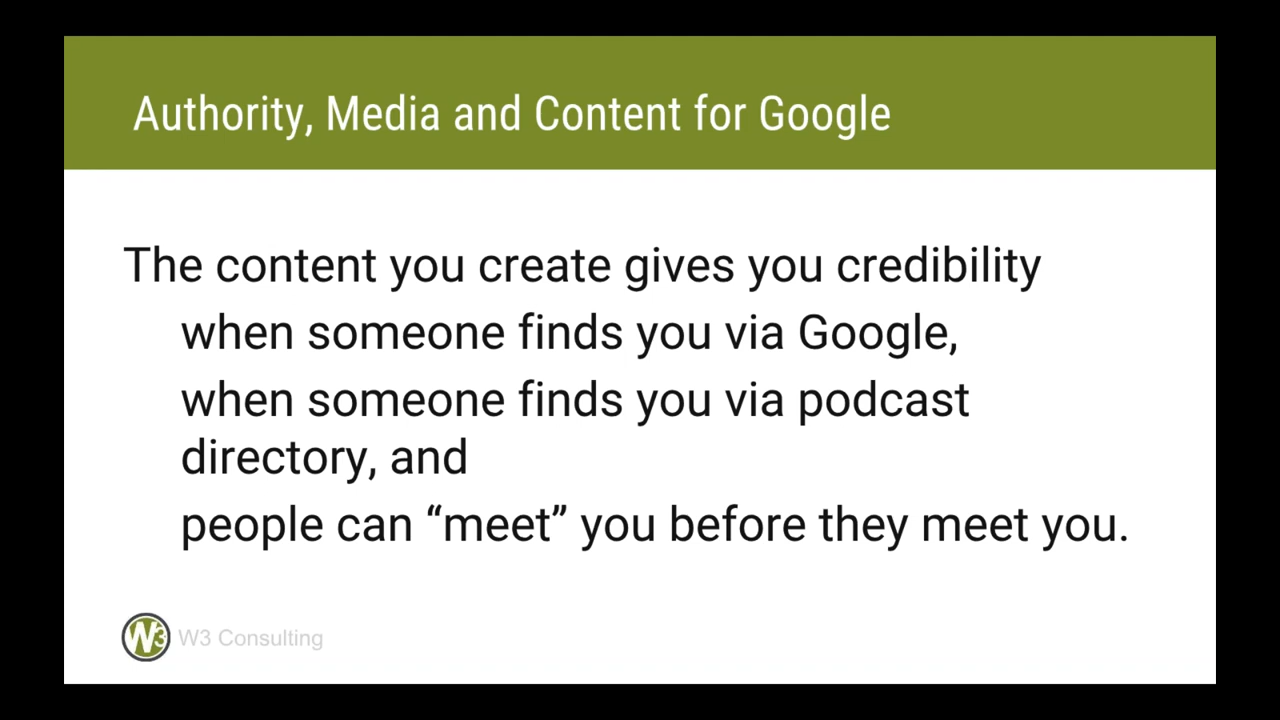 Authority, Media and Content for Google
The content you create gives you credibility
when someone finds you via Google,
when someone finds you via podcast
directory, and
people can “meet” you before they meet you.
W3 W3 Consulting